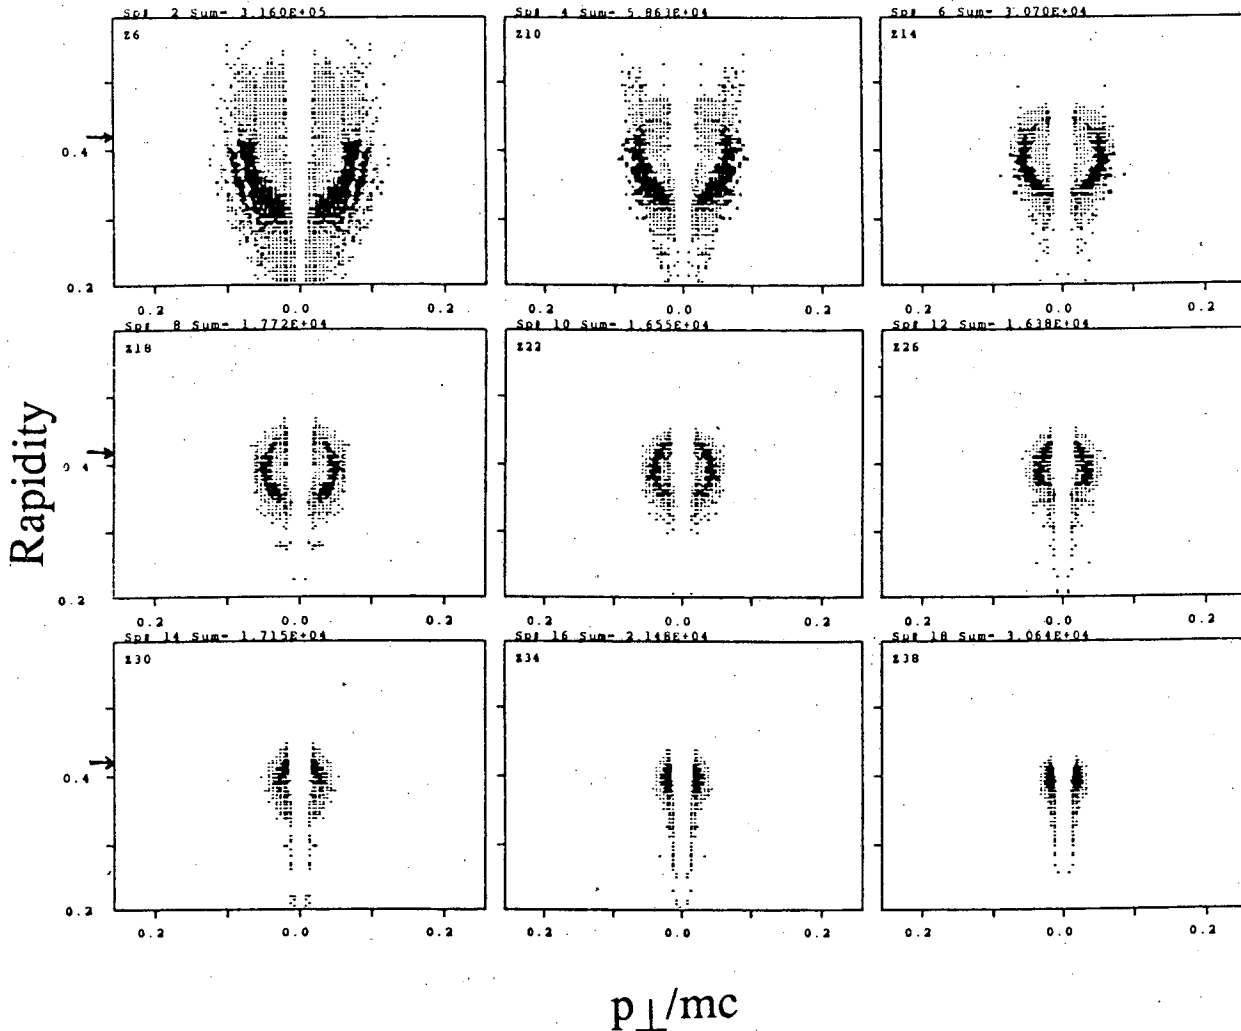 Sp# 2 Sum= 3.160E+05
Sp# 4 Sum= 5.863E+04
Sp# 6 Sum= 3.070E+04
Z6
Z10
Z14
0.4
0.2
0.2 0.0 0.2
0.2 0.0 0.2
0.2 0.0 0.2
Sp# 8 Sum= 1.772E+04
Sp# 10 Sum= 1.655E+04
Sp# 12 Sum= 1.638E+04
Z18
Z22
Z26
Rapidity
0.4
0.2
0.2 0.0 0.2
0.2 0.0 0.2
0.2 0.0 0.2
Sp# 14 Sum= 1.715E+04
Sp# 16 Sum= 2.148E+04
Sp# 18 Sum= 3.064E+04
Z30
Z34
Z38
0.4
0.2
0.2 0.0 0.2
0.2 0.0 0.2
0.2 0.0 0.2
p⊥/mc